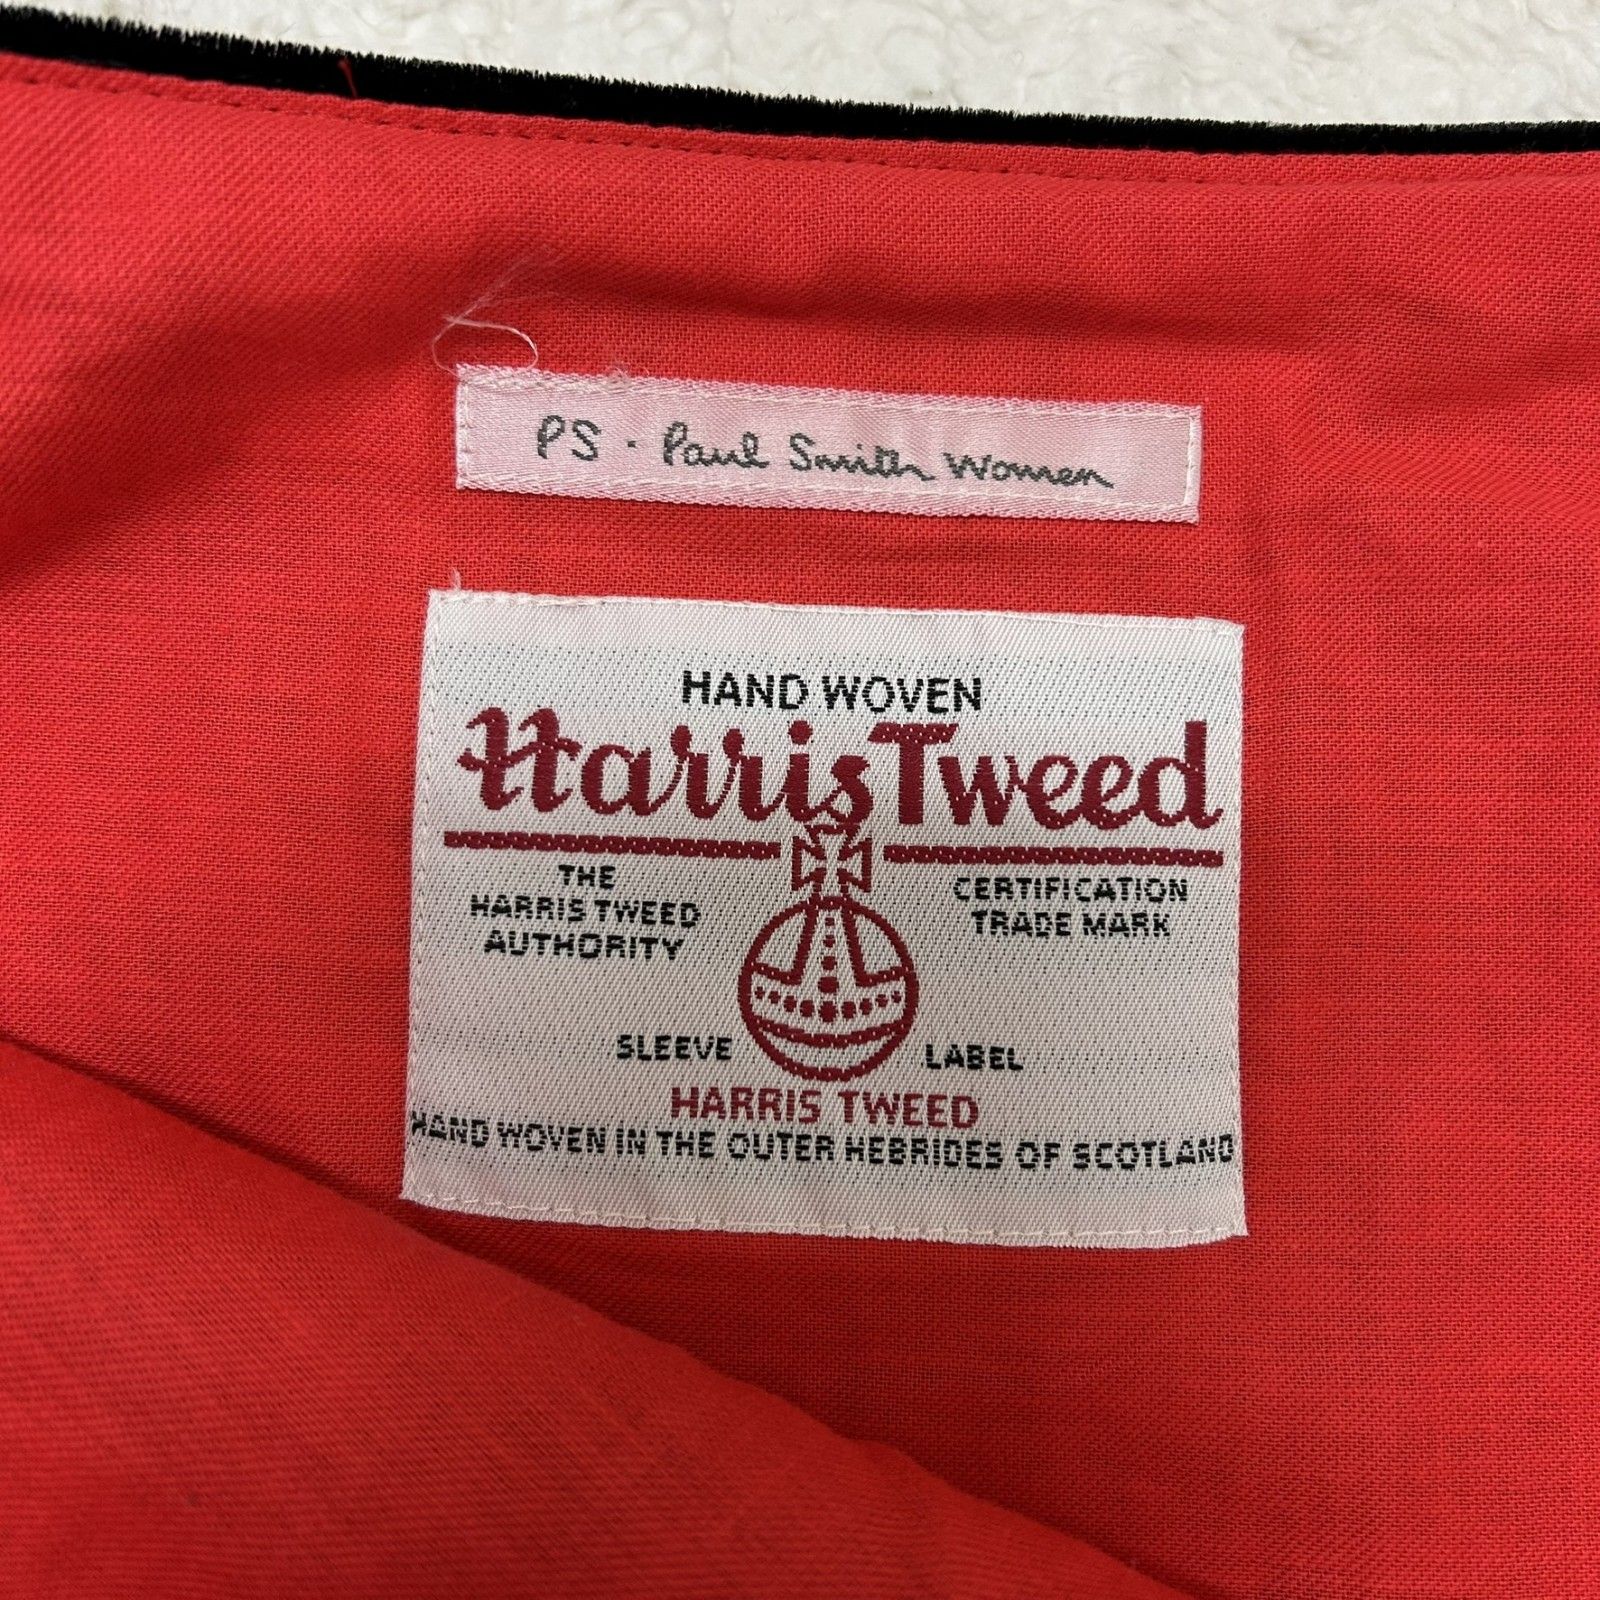 PS · Paul Smith Women
HAND WOVEN
Harris Tweed
THE
HARRIS TWEED
AUTHORITY
CERTIFICATION
TRADE MARK
SLEEVE LABEL
HARRIS TWEED
HAND WOVEN IN THE OUTER HEBRIDES OF SCOTLAND